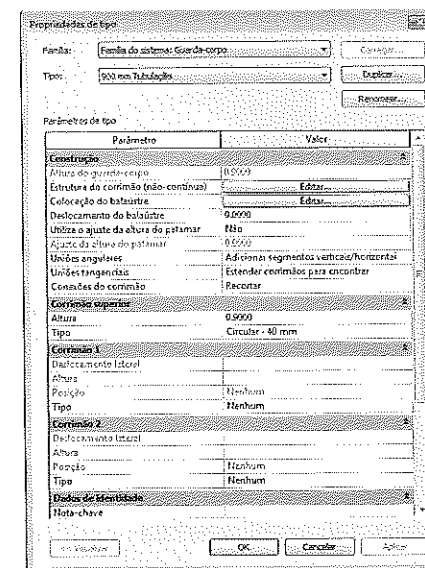 Propriedades de tipo
Família: Família do sistema: Guarda-corpo Carregar...
Tipo: 900 mm Tubulação Duplicar...
Renomear...
Parâmetros de tipo
Parâmetro Valor
Construção
Altura do guarda-corpo 0.9000
Estrutura do corrimão (não-contínua) Editar...
Colocação do balaústre Editar...
Deslocamento do balaústre 0.0000
Utiliza o ajuste da altura do patamar Não
Ajuste da altura do patamar 0.0000
Uniões angulares Adicionar segmentos verticais/horizontai
Uniões tangenciais Estender corrimãos para encontrar
Conexões do corrimão Recortar
Corrimão superior
Altura 0.9000
Tipo Circular - 40 mm
Corrimão 1
Deslocamento lateral
Altura
Posição Nenhum
Tipo Nenhum
Corrimão 2
Deslocamento lateral
Altura
Posição Nenhum
Tipo Nenhum
Dados de identidade
Nota-chave
<< Visualizar OK Cancelar Aplicar